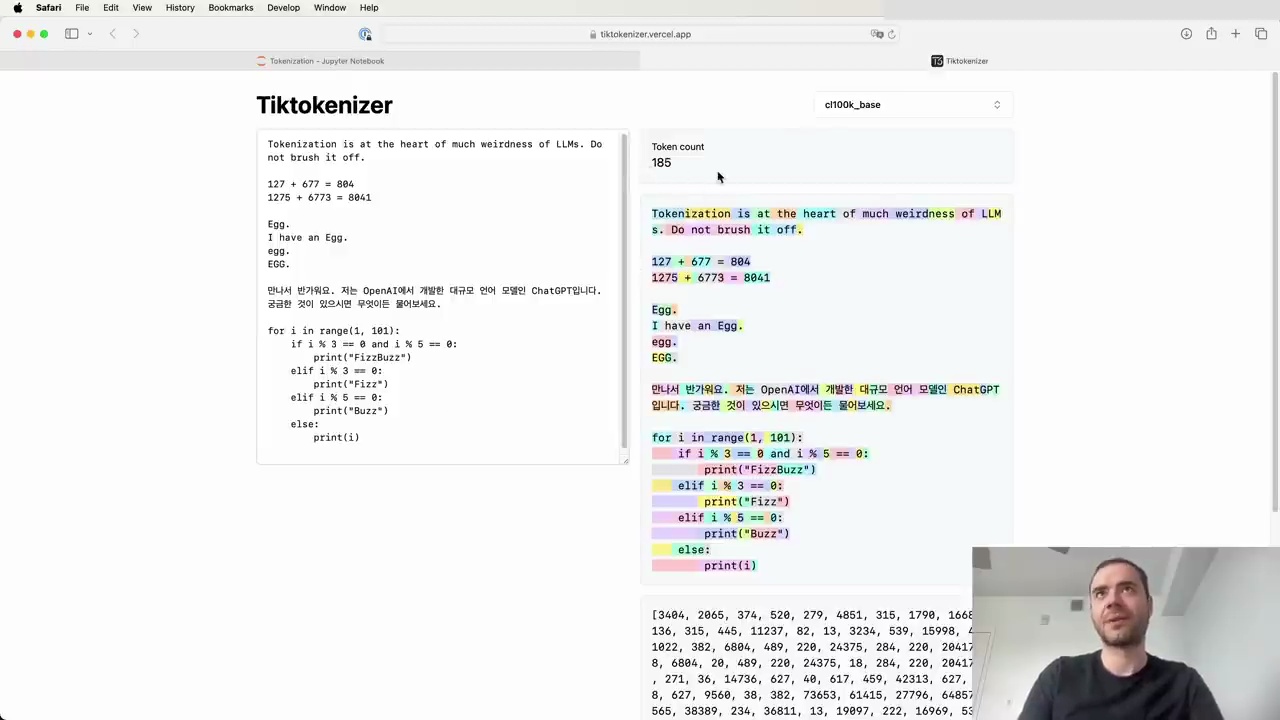 Safari File Edit View History Bookmarks Develop Window Help
tiktokenizer.vercel.app
Tokenization - Jupyter Notebook
T3 Tiktokenizer
Tiktokenizer
cl100k_base
Tokenization is at the heart of much weirdness of LLMs. Do
not brush it off.
127 + 677 = 804
1275 + 6773 = 8041
Egg.
I have an Egg.
egg.
EGG.
만나서 반가워요. 저는 OpenAI에서 개발한 대규모 언어 모델인 ChatGPT입니다.
궁금한 것이 있으시면 무엇이든 물어보세요.
for i in range(1, 101):
if i % 3 == 0 and i % 5 == 0:
print("FizzBuzz")
elif i % 3 == 0:
print("Fizz")
elif i % 5 == 0:
print("Buzz")
else:
print(i)
Token count
185
Tokenization is at the heart of much weirdness of LLM
s. Do not brush it off.
127 + 677 = 804
1275 + 6773 = 8041
Egg.
I have an Egg.
egg.
EGG.
만나서 반가워요. 저는 OpenAI에서 개발한 대규모 언어 모델인 ChatGPT
입니다. 궁금한 것이 있으시면 무엇이든 물어보세요.
for i in range(1, 101):
if i % 3 == 0 and i % 5 == 0:
print("FizzBuzz")
elif i % 3 == 0:
print("Fizz")
elif i % 5 == 0:
print("Buzz")
else:
print(i)
[3404, 2065, 374, 520, 279, 4851, 315, 1790, 1668
136, 315, 445, 11237, 82, 13, 3234, 539, 15998, 4
1022, 382, 6804, 489, 220, 24375, 284, 220, 20417
8, 6804, 20, 489, 220, 24375, 18, 284, 220, 20417
, 271, 36, 14736, 627, 40, 617, 459, 42313, 627,
8, 627, 9560, 38, 382, 73653, 61415, 27796, 64857
565, 38389, 234, 36811, 13, 19097, 222, 16969, 53